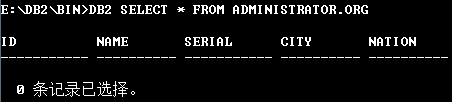 E:\DB2\BIN>DB2 SELECT * FROM ADMINISTRATOR.ORG
ID NAME SERIAL CITY NATION
----------- ---------- ----------- ---------- ----------
0 条记录已选择。